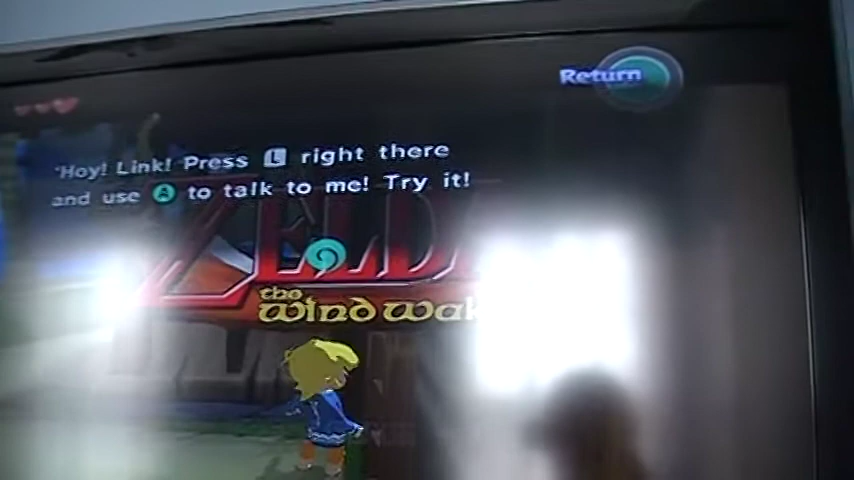 Return
"Hoy! Link! Press L right there
and use A to talk to me! Try it!
ZELDA
the
Wind Wak